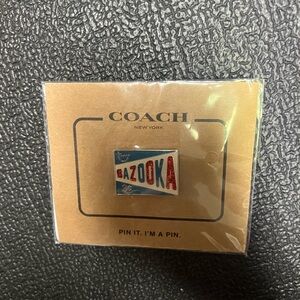 COACH
NEW YORK
BAZOOKA
PIN IT. I'M A PIN.